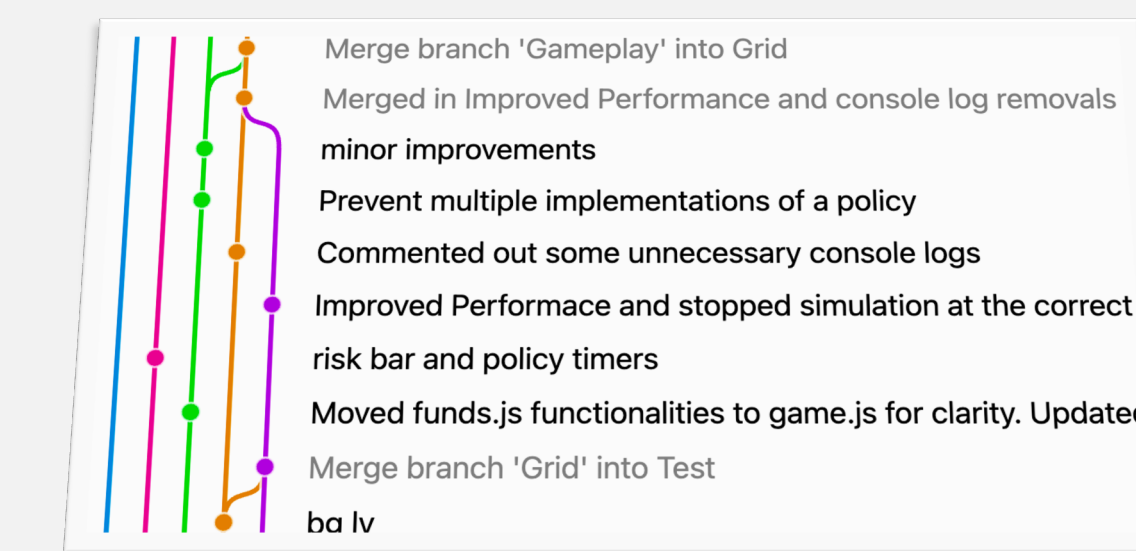 Merge branch 'Gameplay' into Grid
Merged in Improved Performance and console log removals
minor improvements
Prevent multiple implementations of a policy
Commented out some unnecessary console logs
Improved Performace and stopped simulation at the correct
risk bar and policy timers
Moved funds.js functionalities to game.js for clarity. Updated
Merge branch 'Grid' into Test